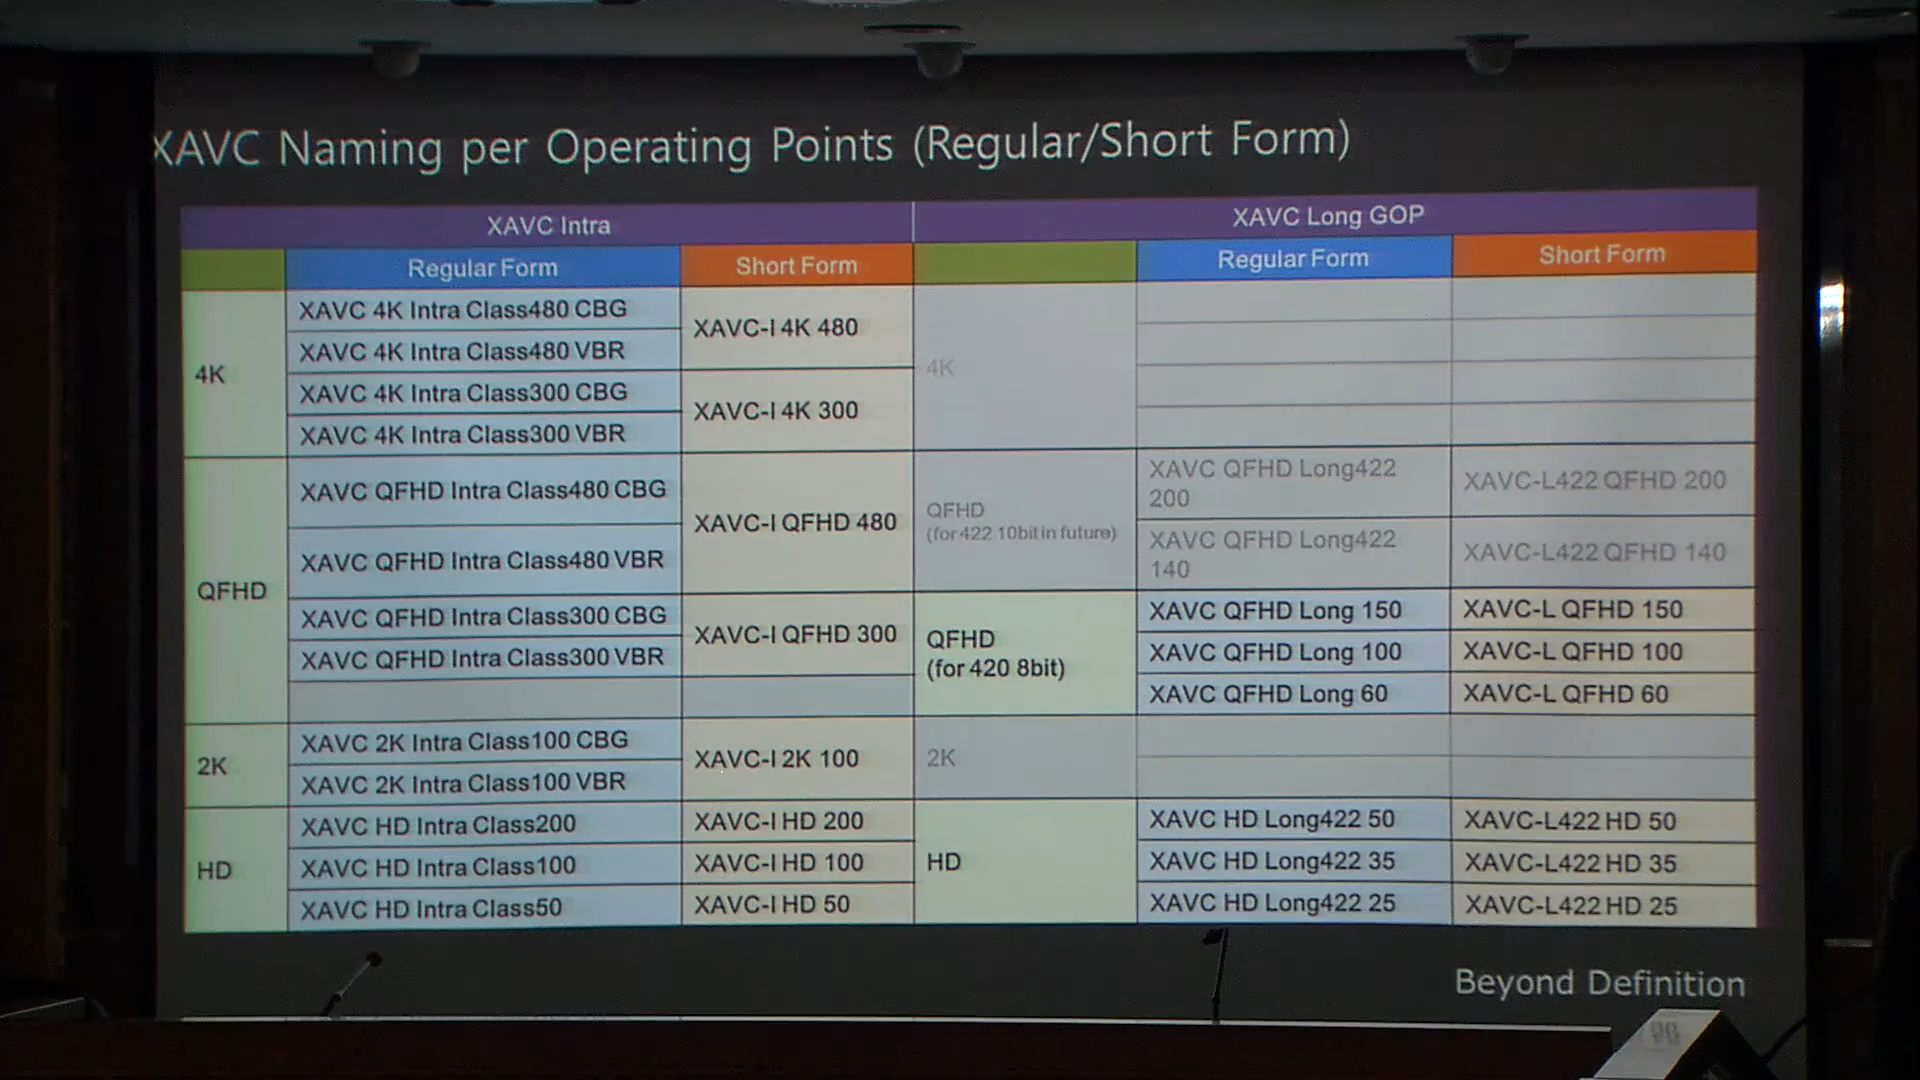 XAVC Naming per Operating Points (Regular/Short Form)
XAVC Intra
XAVC Long GOP
Regular Form
Short Form
Regular Form
Short Form
4K
XAVC 4K Intra Class480 CBG
XAVC 4K Intra Class480 VBR
XAVC-I 4K 480
XAVC 4K Intra Class300 CBG
XAVC 4K Intra Class300 VBR
XAVC-I 4K 300
4K
QFHD
XAVC QFHD Intra Class480 CBG
XAVC QFHD Intra Class480 VBR
XAVC-I QFHD 480
XAVC QFHD Intra Class300 CBG
XAVC QFHD Intra Class300 VBR
XAVC-I QFHD 300
QFHD
(for 422 10bit in future)
XAVC QFHD Long422
200
XAVC-L422 QFHD 200
XAVC QFHD Long422
140
XAVC-L422 QFHD 140
QFHD
(for 420 8bit)
XAVC QFHD Long 150
XAVC-L QFHD 150
XAVC QFHD Long 100
XAVC-L QFHD 100
XAVC QFHD Long 60
XAVC-L QFHD 60
2K
XAVC 2K Intra Class100 CBG
XAVC 2K Intra Class100 VBR
XAVC-I 2K 100
2K
HD
XAVC HD Intra Class200
XAVC-I HD 200
XAVC HD Intra Class100
XAVC-I HD 100
XAVC HD Intra Class50
XAVC-I HD 50
HD
XAVC HD Long422 50
XAVC-L422 HD 50
XAVC HD Long422 35
XAVC-L422 HD 35
XAVC HD Long422 25
XAVC-L422 HD 25
Beyond Definition